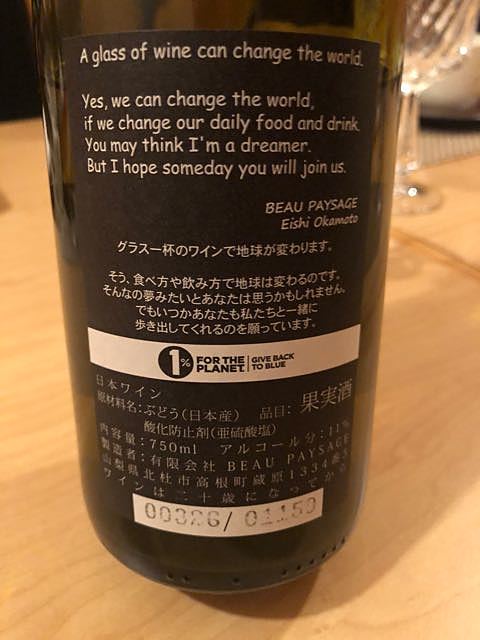 A glass of wine can change the world.
Yes, we can change the world,
if we change our daily food and drink.
You may think I'm a dreamer.
But I hope someday you will join us.
BEAU PAYSAGE
Eishi Okamoto
グラス一杯のワインで地球が変わります。
そう、食べ方や飲み方で地球は変わるのです。
そんなの夢みたいとあなたは思うかもしれません。
でもいつかあなたも私たちと一緒に
歩き出してくれるのを願っています。
1% FOR THE PLANET. GIVE BACK TO BLUE
日本ワイン
原材料名：ぶどう（日本産） 品目：果実酒
酸化防止剤（亜硫酸塩）
内容量：750ml アルコール分：11%
製造者：有限会社 BEAU PAYSAGE
山梨県北杜市高根町蔵原1334番5
ワインは二十歳になってから
00326/ 01150